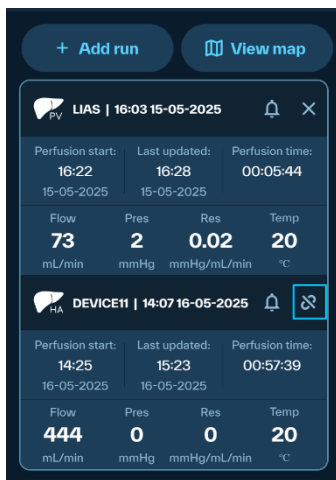 + Add run
View map
PV LIAS | 16:03 15-05-2025
Perfusion start: Last updated: Perfusion time:
16:22 16:28 00:05:44
15-05-2025 15-05-2025
Flow Pres Res Temp
73 2 0.02 20
mL/min mmHg mmHg/mL/min °C
HA DEVICE11 | 14:07 16-05-2025
Perfusion start: Last updated: Perfusion time:
14:25 15:23 00:57:39
16-05-2025 16-05-2025
Flow Pres Res Temp
444 0 0 20
mL/min mmHg mmHg/mL/min °C